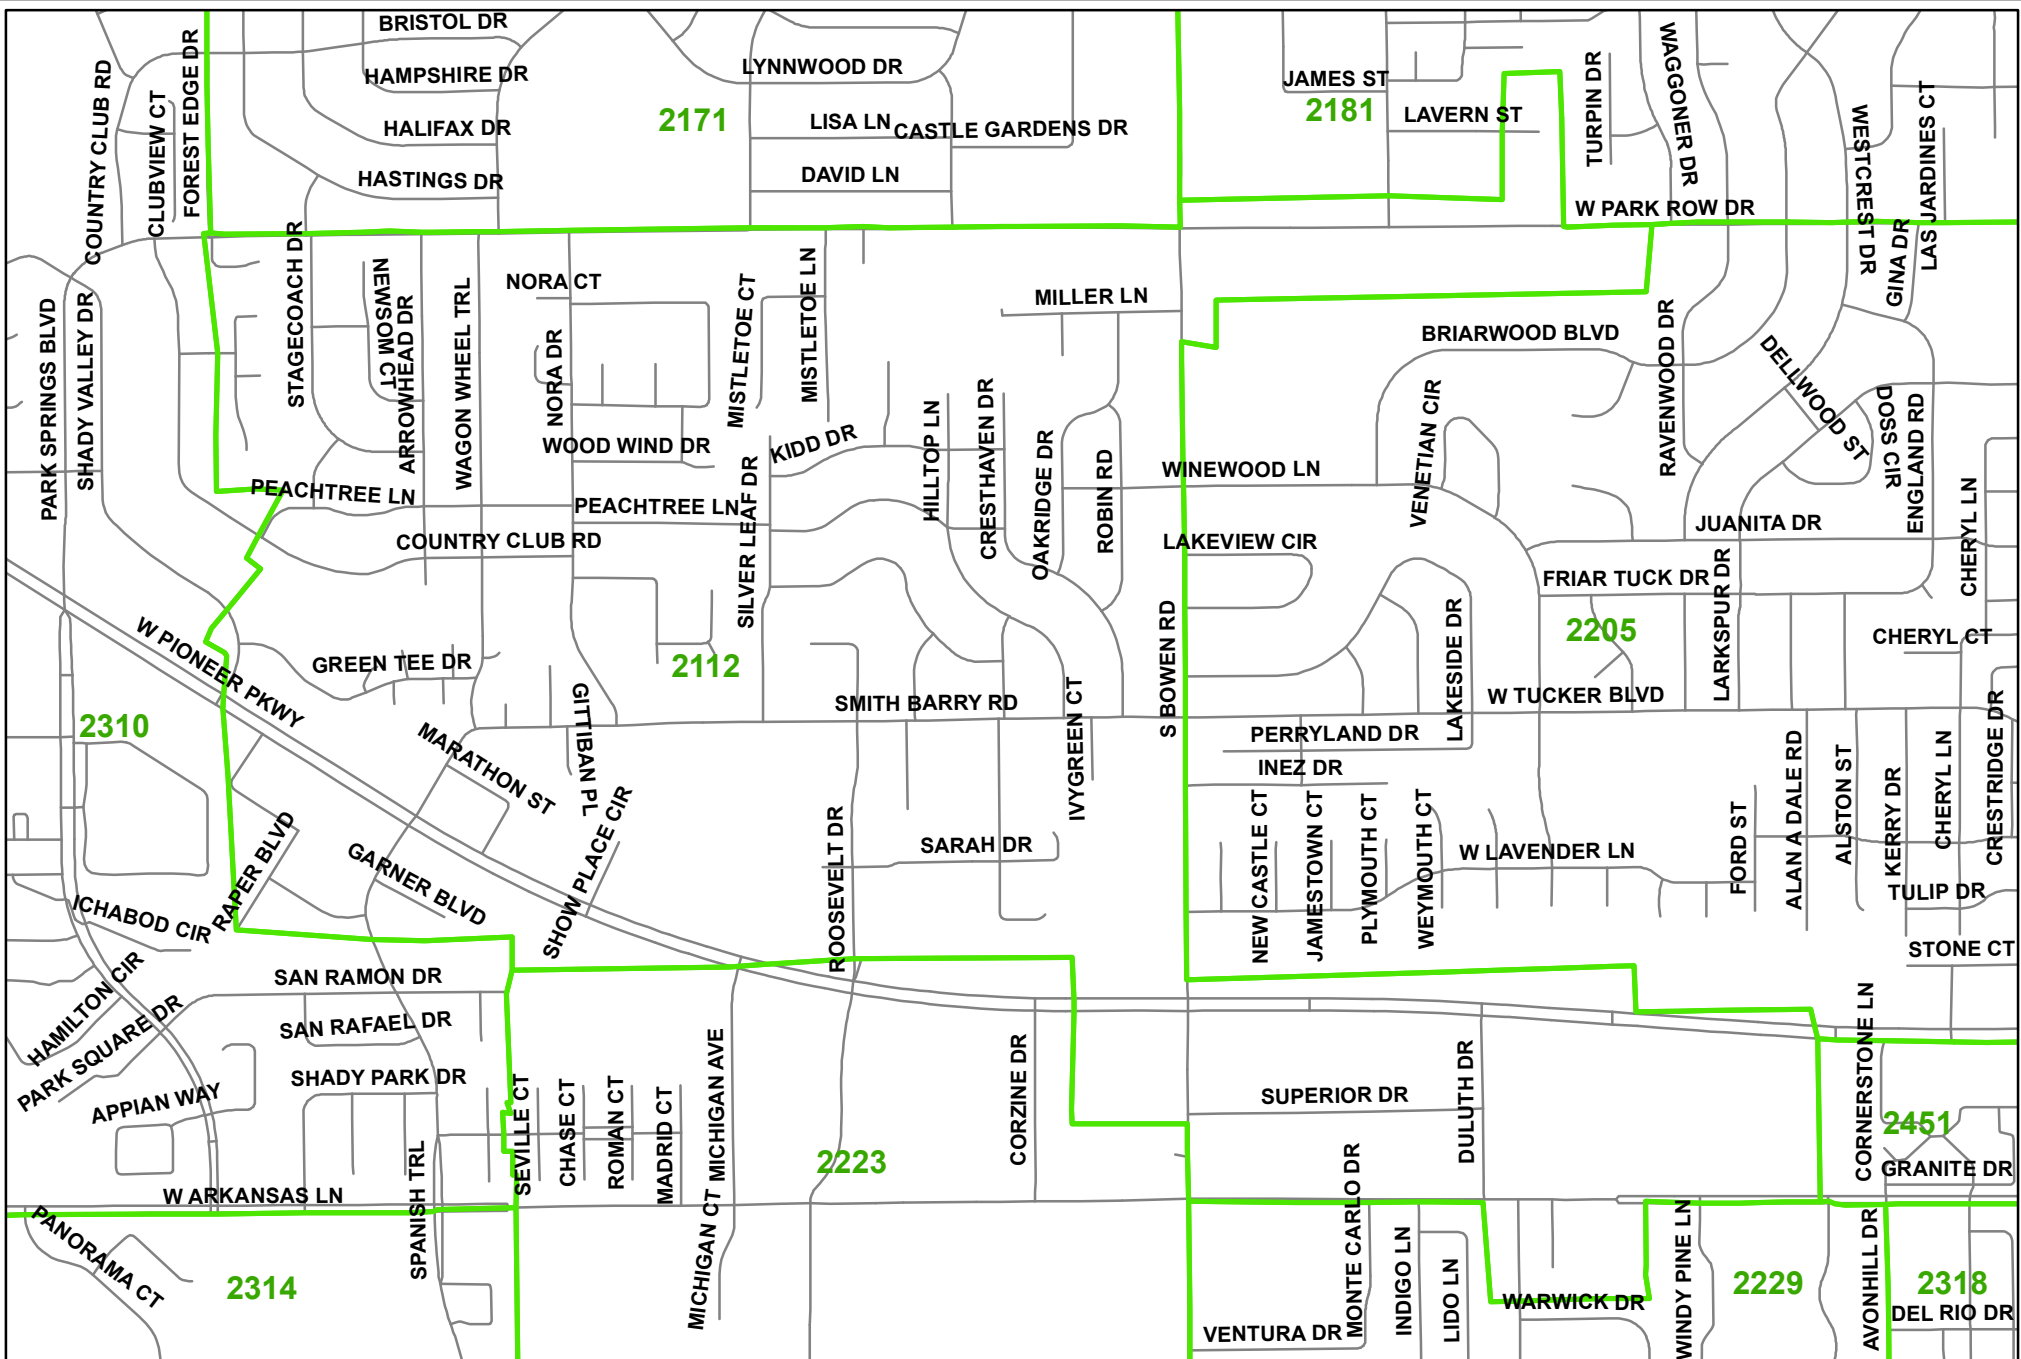 BRISTOL DR
HAMPSHIRE DR
HALIFAX DR
HASTINGS DR
COUNTRY CLUB RD
CLUBVIEW CT
FOREST EDGE DR
2171
LYNNWOOD DR
LISA LN
CASTLE GARDENS DR
DAVID LN
JAMES ST
2181
LAVERN ST
TURPIN DR
WAGGONER DR
WESTCREST DR
LAS JARDINES CT
GINA DR
W PARK ROW DR
PARK SPRINGS BLVD
SHADY VALLEY DR
STAGECOACH DR
NEWSOM CT
ARROWHEAD DR
WAGON WHEEL TRL
NORA CT
NORA DR
MISTLETOE CT
MISTLETOE LN
MILLER LN
BRIARWOOD BLVD
RAVENWOOD DR
DELLWOOD ST
DOSS CIR
ENGLAND RD
WOOD WIND DR
KIDD DR
HILLTOP LN
CRESTHAVEN DR
OAKRIDGE DR
ROBIN RD
WINEWOOD LN
VENETIAN CIR
PEACHTREE LN
PEACHTREE LN
SILVER LEAF DR
COUNTRY CLUB RD
LAKEVIEW CIR
JUANITA DR
CHERYL LN
FRIAR TUCK DR
LARKSPUR DR
2205
CHERYL CT
W PIONEER PKWY
GREEN TEE DR
2112
S BOWEN RD
LAKESIDE DR
W TUCKER BLVD
2310
GITTIBAN PL
SMITH BARRY RD
IVYGREEN CT
PERRYLAND DR
INEZ DR
MARATHON ST
SHOW PLACE CIR
NEW CASTLE CT
JAMESTOWN CT
PLYMOUTH CT
WEYMOUTH CT
W LAVENDER LN
FORD ST
ALAN A DALE RD
ALSTON ST
KERRY DR
CHERYL LN
CRESTRIDGE DR
TULIP DR
STONE CT
RAPER BLVD
GARNER BLVD
ROOSEVELT DR
SARAH DR
ICHABOD CIR
HAMILTON CIR
PARK SQUARE DR
SAN RAMON DR
SAN RAFAEL DR
SHADY PARK DR
APPIAN WAY
SEVILLE CT
CHASE CT
ROMAN CT
MADRID CT
MICHIGAN AVE
CORZINE DR
SUPERIOR DR
DULUTH DR
CORNERSTONE LN
2451
GRANITE DR
2223
W ARKANSAS LN
SPANISH TRL
MICHIGAN CT
PANORAMA CT
2314
MONTE CARLO DR
INDIGO LN
LIDO LN
VENTURA DR
WARWICK DR
WINDY PINE LN
2229
AVONHILL DR
2318
DEL RIO DR